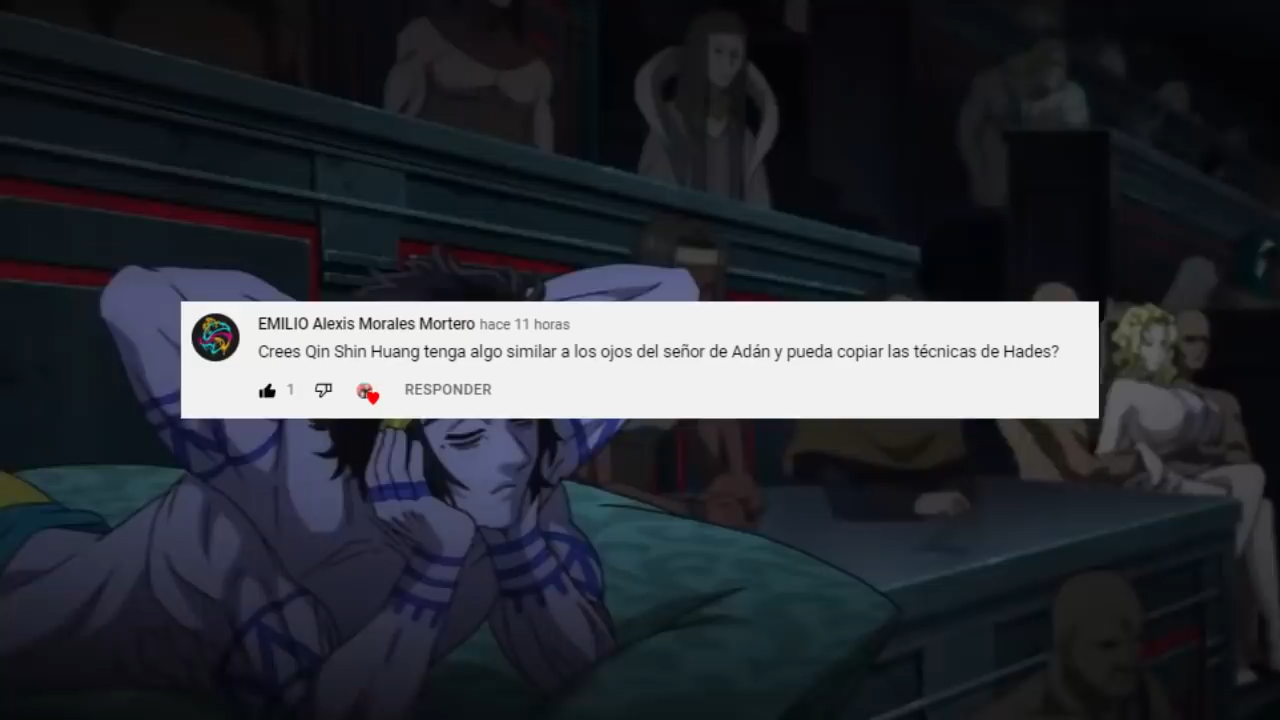 EMILIO Alexis Morales Mortero hace 11 horas
Crees Qin Shin Huang tenga algo similar a los ojos del señor de Adán y pueda copiar las técnicas de Hades?
1 RESPONDER